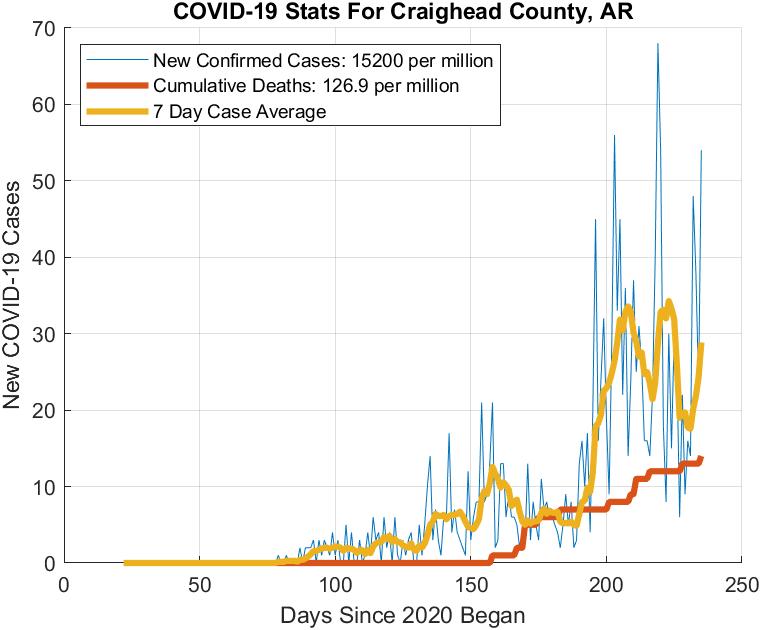 COVID-19 Stats For Craighead County, AR
New Confirmed Cases: 15200 per million
Cumulative Deaths: 126.9 per million
7 Day Case Average
New COVID-19 Cases
70
60
50
40
30
20
10
0
0 50 100 150 200 250
Days Since 2020 Began